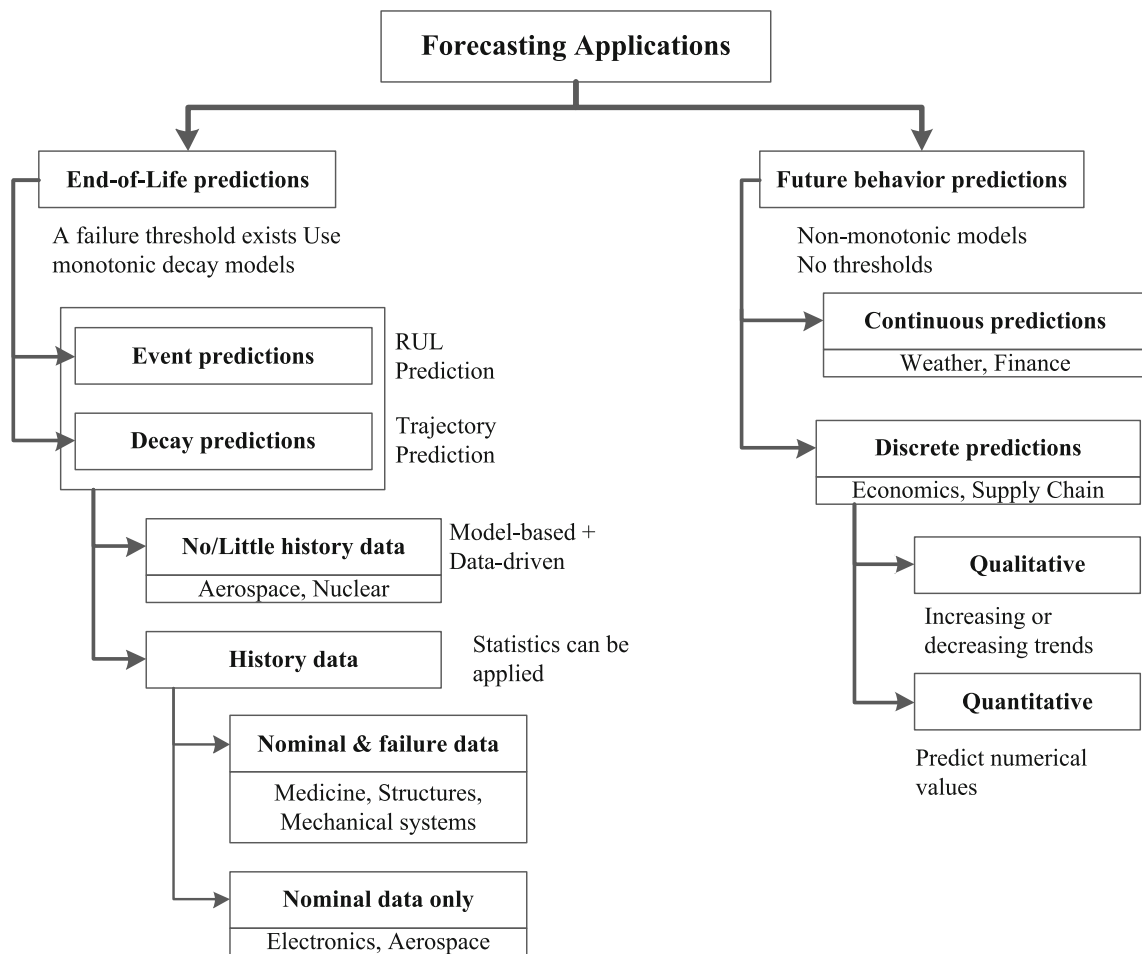 Forecasting Applications
End-of-Life predictions
A failure threshold exists Use
monotonic decay models
Event predictions
RUL
Prediction
Decay predictions
Trajectory
Prediction
No/Little history data
Aerospace, Nuclear
Model-based +
Data-driven
History data
Statistics can be
applied
Nominal & failure data
Medicine, Structures,
Mechanical systems
Nominal data only
Electronics, Aerospace
Future behavior predictions
Non-monotonic models
No thresholds
Continuous predictions
Weather, Finance
Discrete predictions
Economics, Supply Chain
Qualitative
Increasing or
decreasing trends
Quantitative
Predict numerical
values